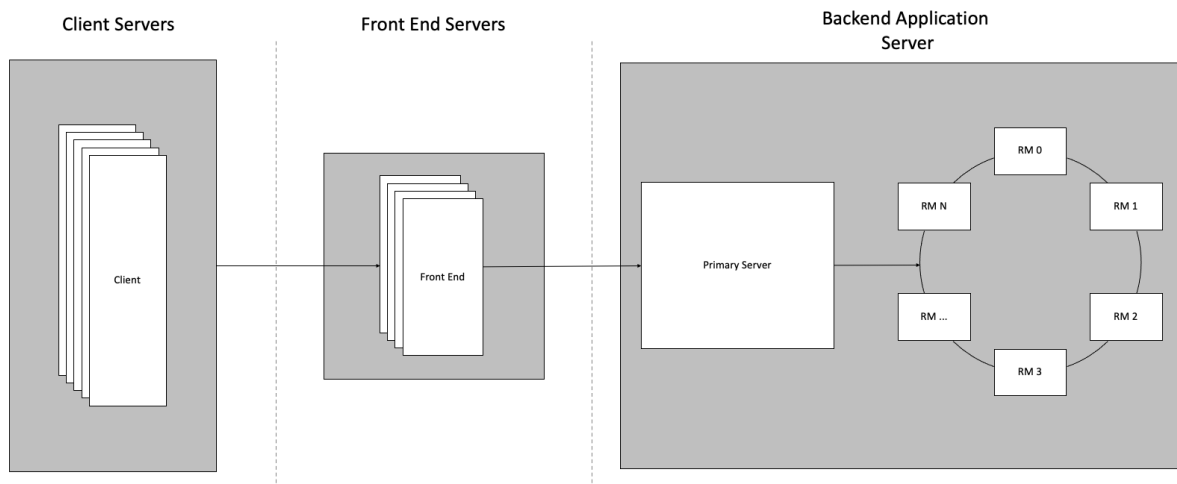 Client Servers
Front End Servers
Backend Application
Server
Client
Front End
Primary Server
RM 0
RM N
RM 1
RM ...
RM 2
RM 3